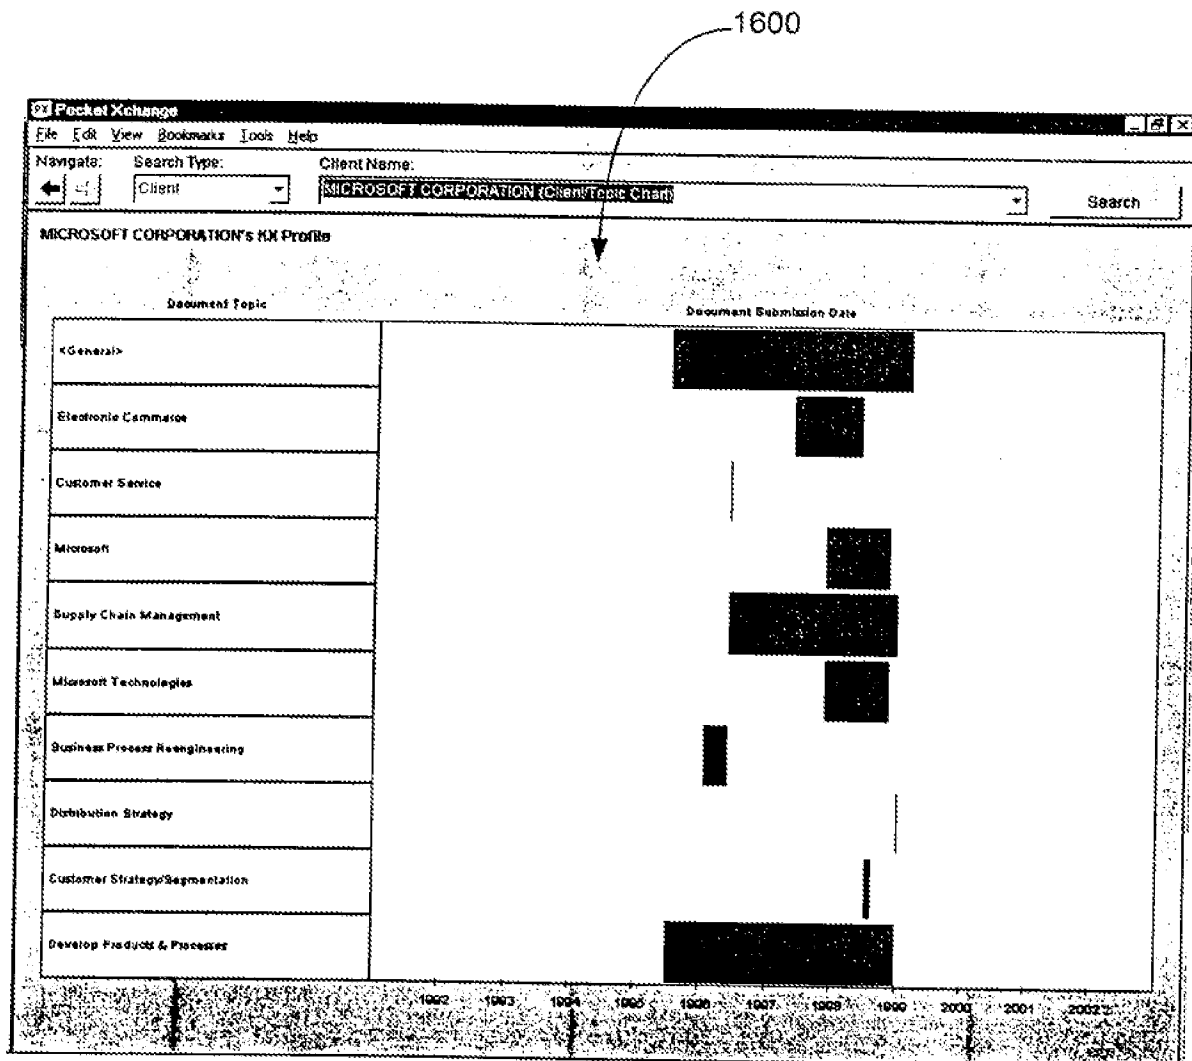 1600
PX Pocket Xchange
File Edit View Bookmarks Tools Help
Navigate: Search Type: Client Name:
Client MICROSOFT CORPORATION (Client/Topic Chart) Search
MICROSOFT CORPORATION's KX Profile
Document Topic Document Submission Date
<General>
Electronic Commerce
Customer Service
Microsoft
Supply Chain Management
Microsoft Technologies
Business Process Reengineering
Distribution Strategy
Customer Strategy/Segmentation
Develop Products & Processes
1992 1993 1994 1995 1996 1997 1998 1999 2000 2001 2002